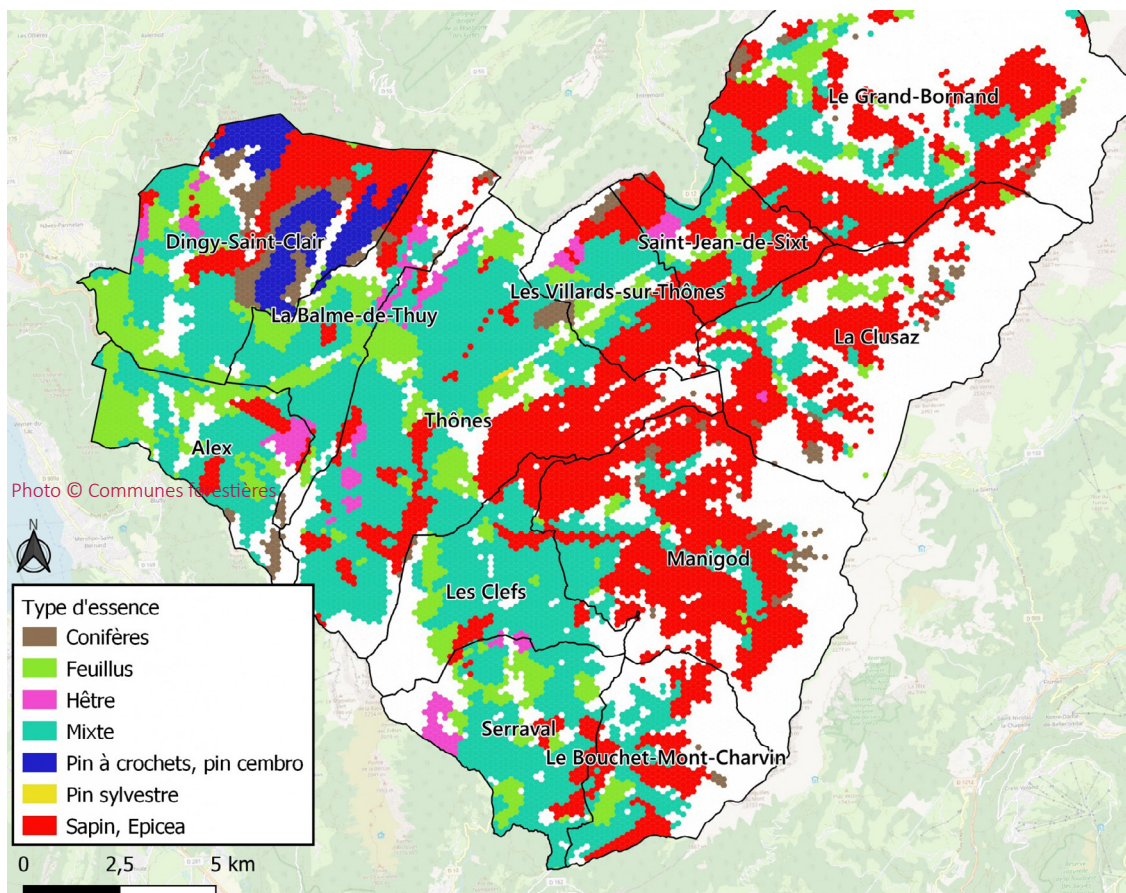 Le Grand-Bornand
Dingy-Saint-Clair
Saint-Jean-de-Sixt
Les Villards-sur-Thônes
La Balme-de-Thuy
La Clusaz
Thônes
Alex
Photo © Communes forestières
N
Manigod
Les Clefs
Serraval
Le Bouchet-Mont-Charvin
Type d'essence
Conifères
Feuillus
Hêtre
Mixte
Pin à crochets, pin cembro
Pin sylvestre
Sapin, Epicea
0 2,5 5 km